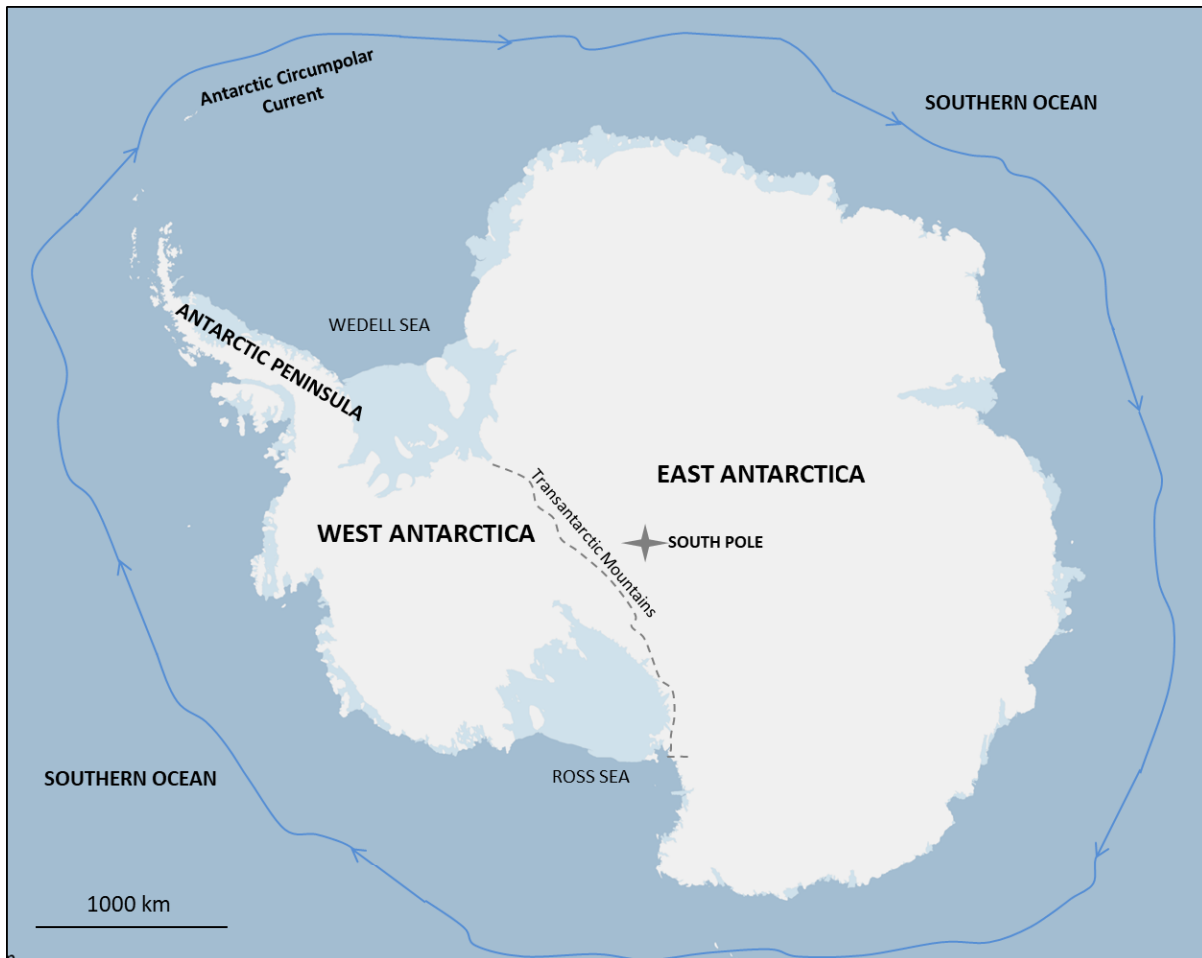 Antarctic Circumpolar
Current
SOUTHERN OCEAN
WEDELL SEA
ANTARCTIC PENINSULA
EAST ANTARCTICA
Transantarctic Mountains
WEST ANTARCTICA
SOUTH POLE
ROSS SEA
SOUTHERN OCEAN
1000 km